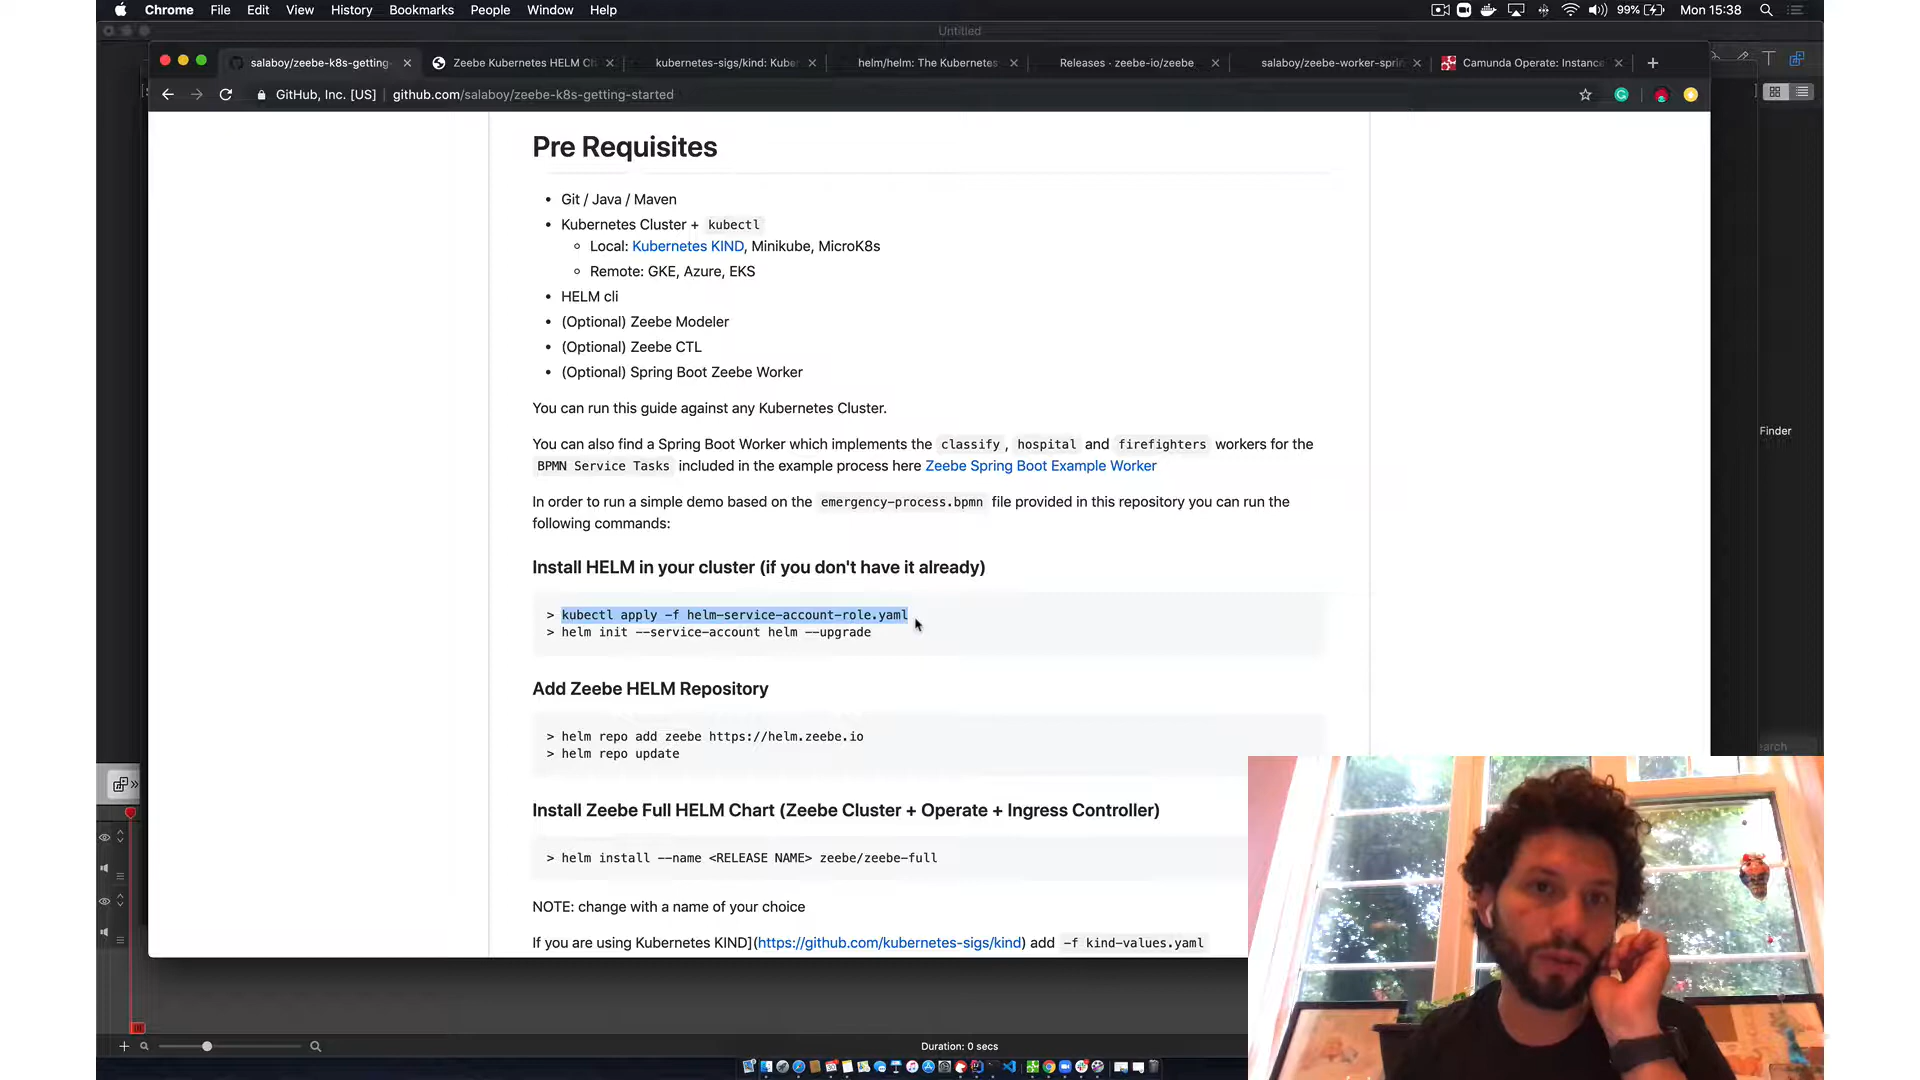 Chrome File Edit View History Bookmarks People Window Help 99% Mon 15:38
Untitled
salaboy/zeebe-k8s-getting- Zeebe Kubernetes HELM Ch kubernetes-sigs/kind: Kuber helm/helm: The Kubernetes Releases · zeebe-io/zeebe salaboy/zeebe-worker-sprin Camunda Operate: Instance
GitHub, Inc. [US] | github.com/salaboy/zeebe-k8s-getting-started
Pre Requisites
• Git / Java / Maven
• Kubernetes Cluster + kubectl
Local: Kubernetes KIND, Minikube, MicroK8s
Remote: GKE, Azure, EKS
• HELM cli
• (Optional) Zeebe Modeler
• (Optional) Zeebe CTL
• (Optional) Spring Boot Zeebe Worker
You can run this guide against any Kubernetes Cluster.
You can also find a Spring Boot Worker which implements the classify, hospital and firefighters workers for the
BPMN Service Tasks included in the example process here Zeebe Spring Boot Example Worker
In order to run a simple demo based on the emergency-process.bpmn file provided in this repository you can run the
following commands:
Install HELM in your cluster (if you don't have it already)
> kubectl apply -f helm-service-account-role.yaml
> helm init --service-account helm --upgrade
Add Zeebe HELM Repository
> helm repo add zeebe https://helm.zeebe.io
> helm repo update
Install Zeebe Full HELM Chart (Zeebe Cluster + Operate + Ingress Controller)
> helm install --name <RELEASE NAME> zeebe/zeebe-full
NOTE: change with a name of your choice
If you are using Kubernetes KIND](https://github.com/kubernetes-sigs/kind) add -f kind-values.yaml
Finder
earch
Duration: 0 secs